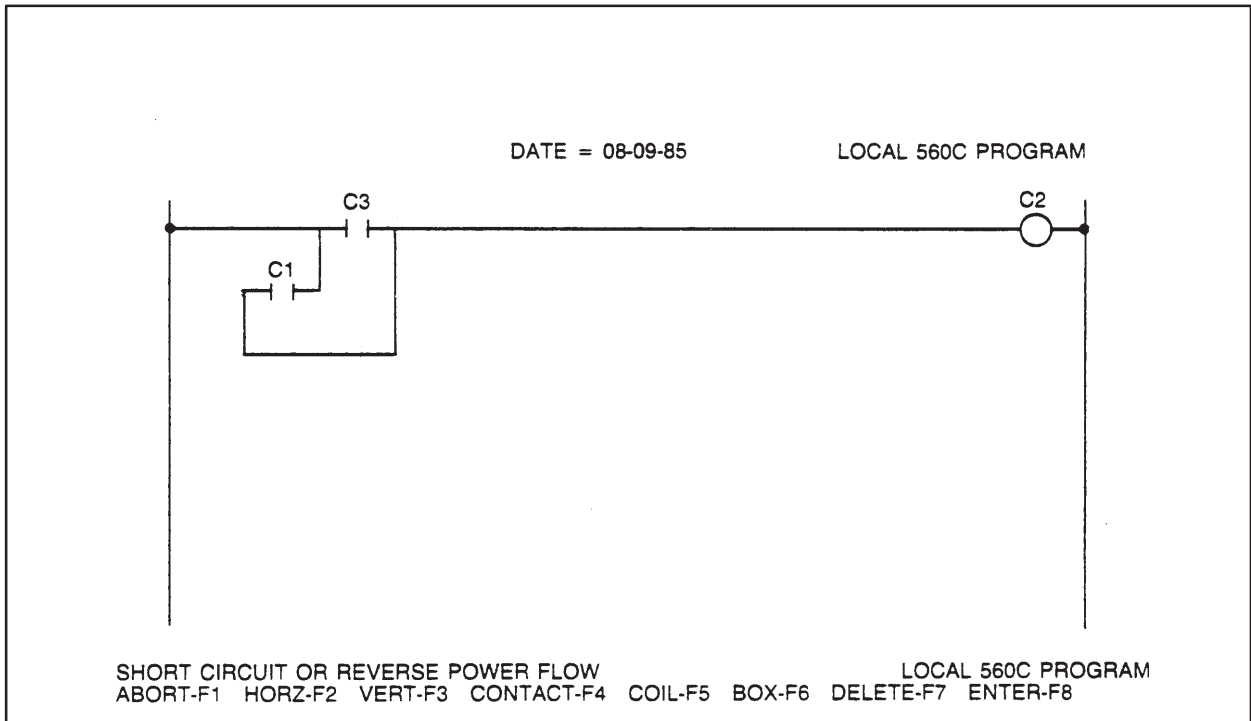 DATE = 08-09-85 LOCAL 560C PROGRAM
C3 C2
C1
SHORT CIRCUIT OR REVERSE POWER FLOW LOCAL 560C PROGRAM
ABORT-F1 HORZ-F2 VERT-F3 CONTACT-F4 COIL-F5 BOX-F6 DELETE-F7 ENTER-F8